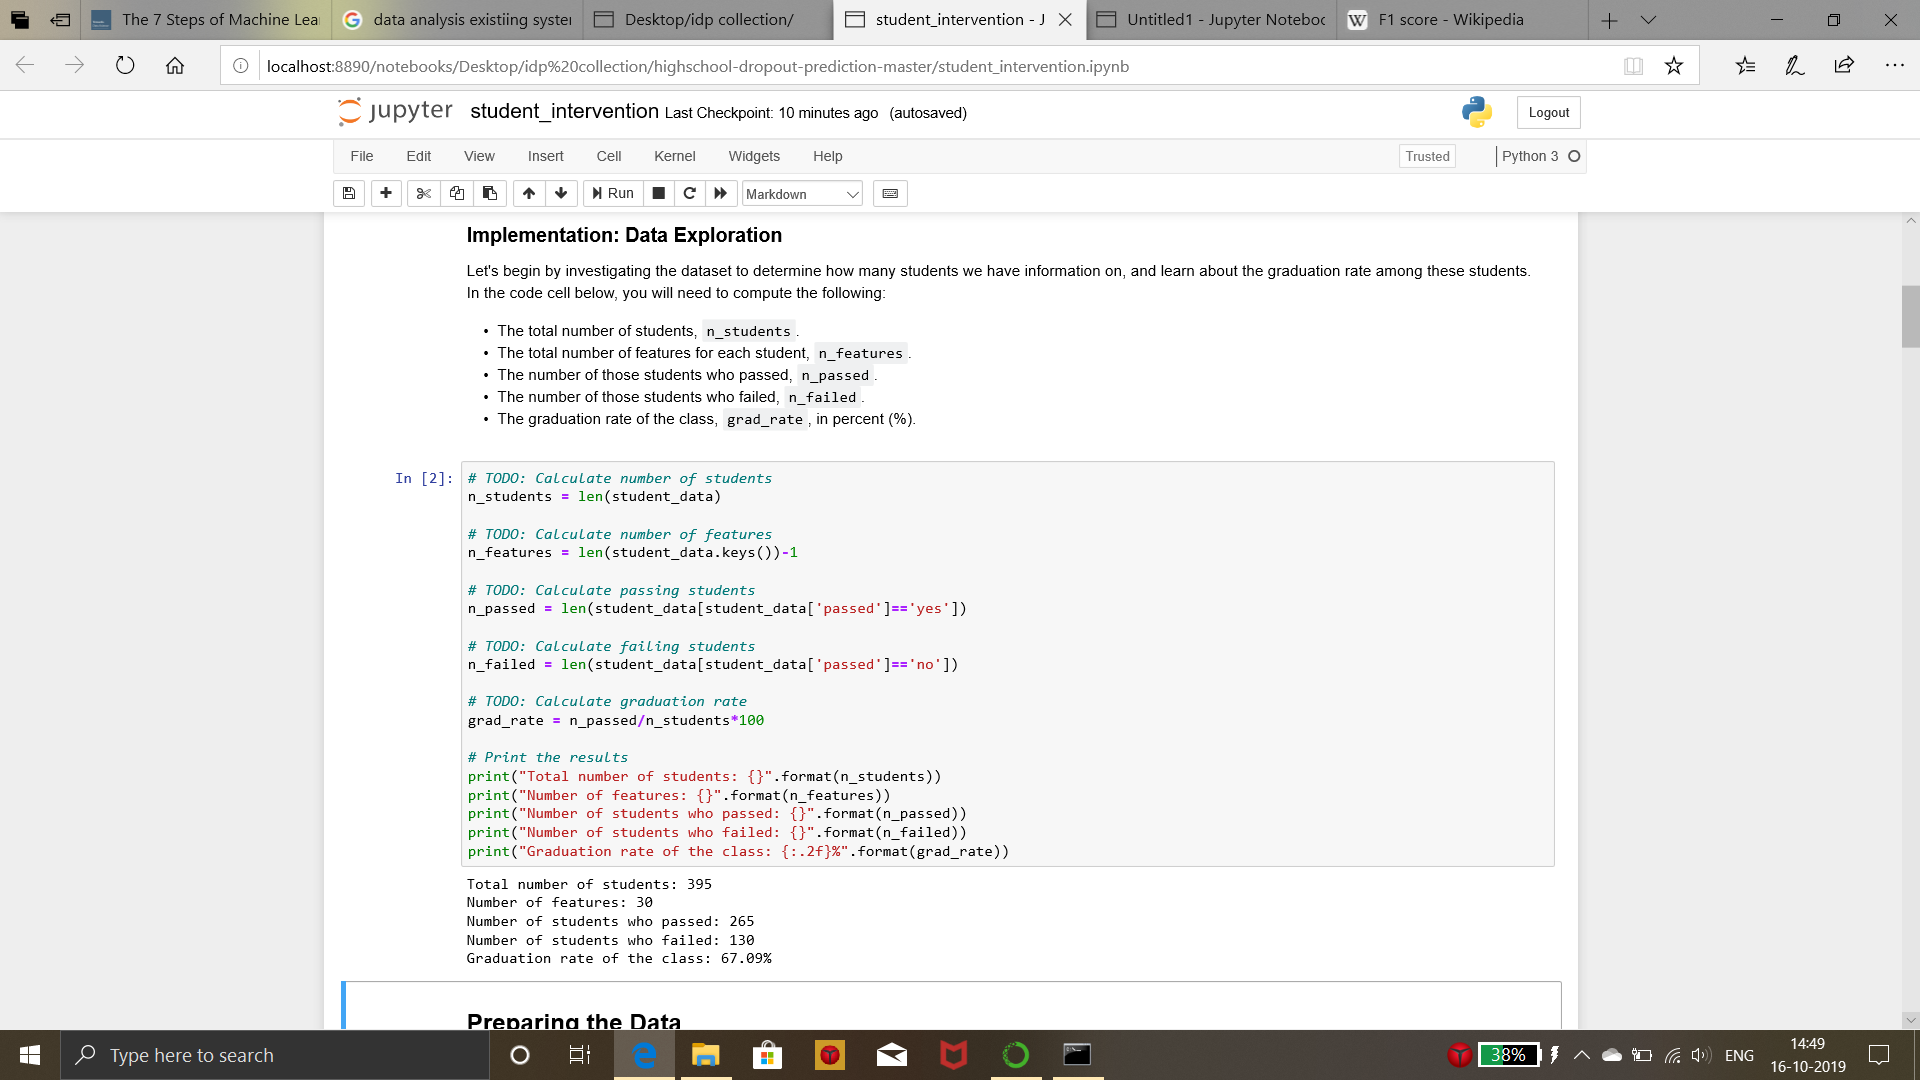 The 7 Steps of Machine Lea
data analysis existiing syster
Desktop/idp collection/
student_intervention - J
Untitled1 - Jupyter Noteboo
W F1 score - Wikipedia
localhost:8890/notebooks/Desktop/idp%20collection/highschool-dropout-prediction-master/student_intervention.ipynb
jupyter student_intervention Last Checkpoint: 10 minutes ago (autosaved)
Logout
File Edit View Insert Cell Kernel Widgets Help
Trusted Python 3
Run Markdown
Implementation: Data Exploration
Let's begin by investigating the dataset to determine how many students we have information on, and learn about the graduation rate among these students.
In the code cell below, you will need to compute the following:
• The total number of students, n_students .
• The total number of features for each student, n_features .
• The number of those students who passed, n_passed .
• The number of those students who failed, n_failed .
• The graduation rate of the class, grad_rate , in percent (%).
In [2]: # TODO: Calculate number of students
n_students = len(student_data)
# TODO: Calculate number of features
n_features = len(student_data.keys())-1
# TODO: Calculate passing students
n_passed = len(student_data[student_data['passed']=='yes'])
# TODO: Calculate failing students
n_failed = len(student_data[student_data['passed']=='no'])
# TODO: Calculate graduation rate
grad_rate = n_passed/n_students*100
# Print the results
print("Total number of students: {}".format(n_students))
print("Number of features: {}".format(n_features))
print("Number of students who passed: {}".format(n_passed))
print("Number of students who failed: {}".format(n_failed))
print("Graduation rate of the class: {:.2f}%".format(grad_rate))
Total number of students: 395
Number of features: 30
Number of students who passed: 265
Number of students who failed: 130
Graduation rate of the class: 67.09%
Preparing the Data
Type here to search
38%
ENG
14:49
16-10-2019